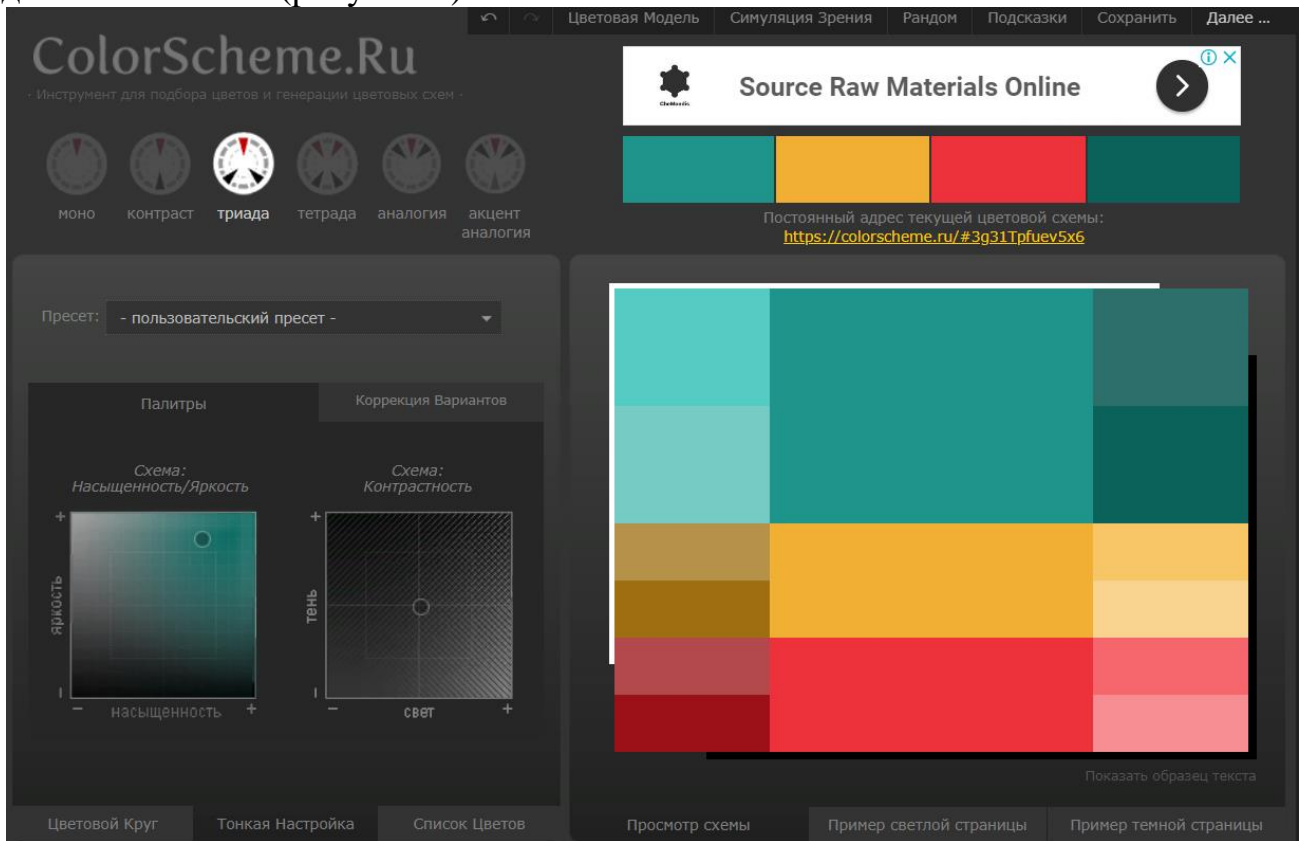 Цветовая Модель Симуляция Зрения Рандом Подсказки Сохранить Далее ...
ColorScheme.Ru
- Инструмент для подбора цветов и генерации цветовых схем -
Source Raw Materials Online
моно контраст триада тетрада аналогия акцент аналогия
Постоянный адрес текущей цветовой схемы:
https://colorscheme.ru/#3g31Tpfuev5x6
Пресет: - пользовательский пресет -
Палитры Коррекция Вариантов
Схема:
Насыщенность/Яркость
Схема:
Контрастность
+
яркость
−
− насыщенность +
+
тень
−
− свет +
Показать образец текста
Цветовой Круг Тонкая Настройка Список Цветов
Просмотр схемы Пример светлой страницы Пример темной страницы